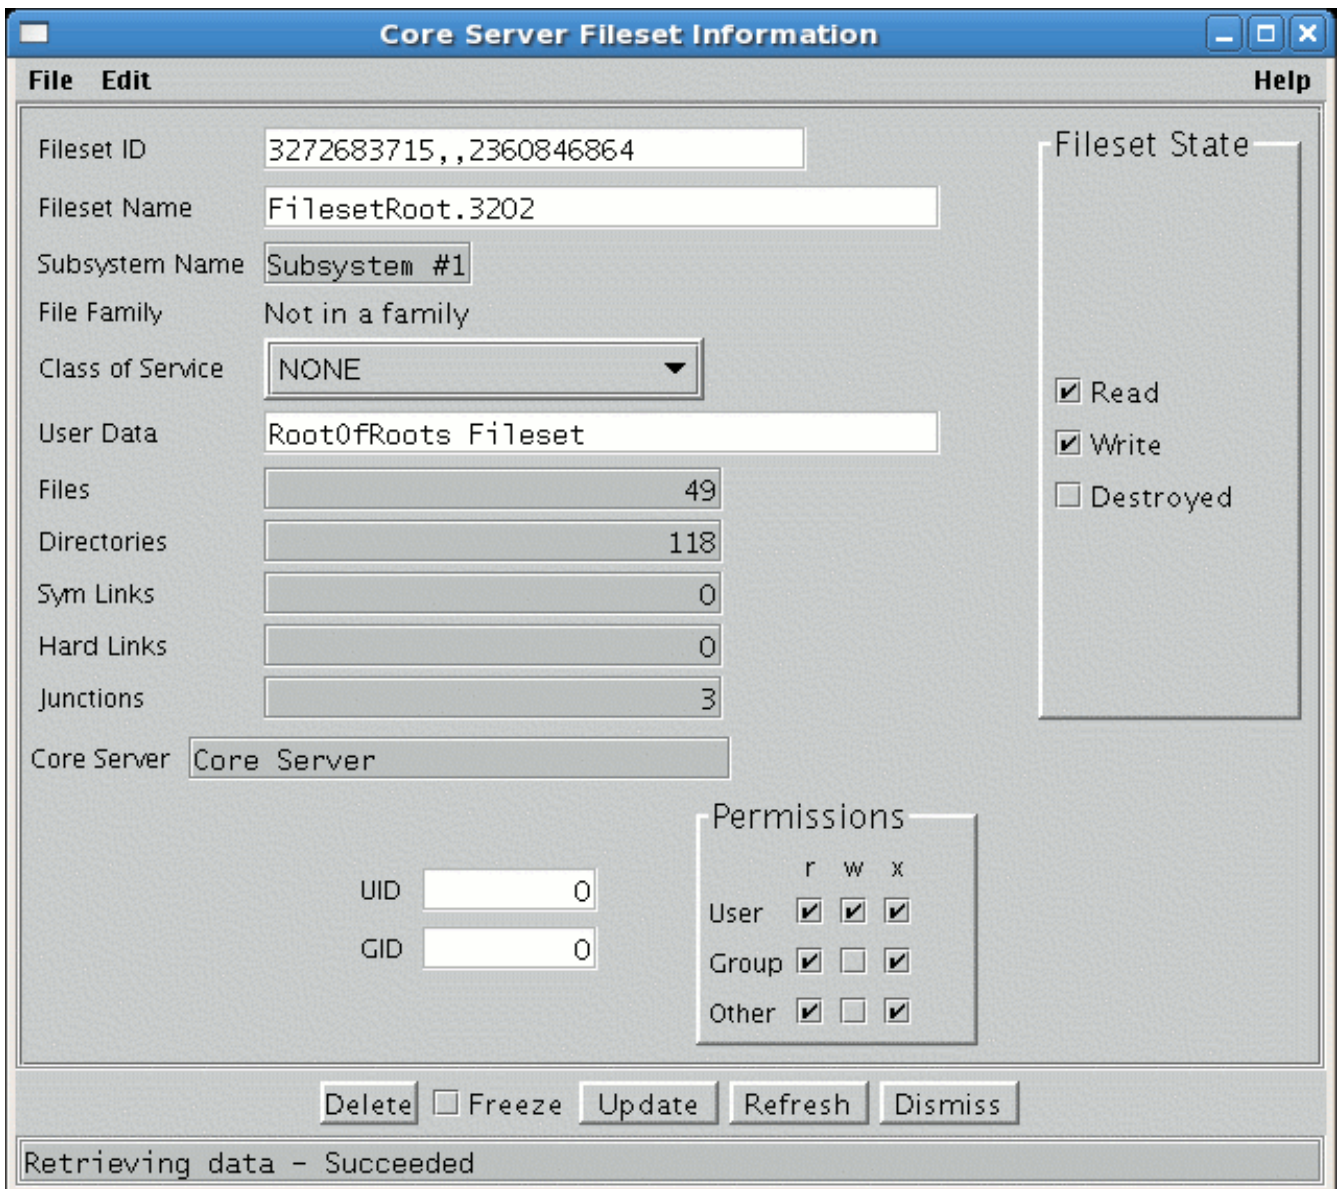 Core Server Fileset Information
File Edit Help
Fileset ID 3272683715,,2360846864
Fileset State
Fileset Name FilesetRoot.3202
Subsystem Name Subsystem #1
File Family Not in a family
Class of Service NONE
Read
User Data RootOfRoots Fileset
Write
Files 49
Destroyed
Directories 118
Sym Links 0
Hard Links 0
Junctions 3
Core Server Core Server
Permissions
r w x
UID 0
User
GID 0
Group
Other
Delete Freeze Update Refresh Dismiss
Retrieving data - Succeeded